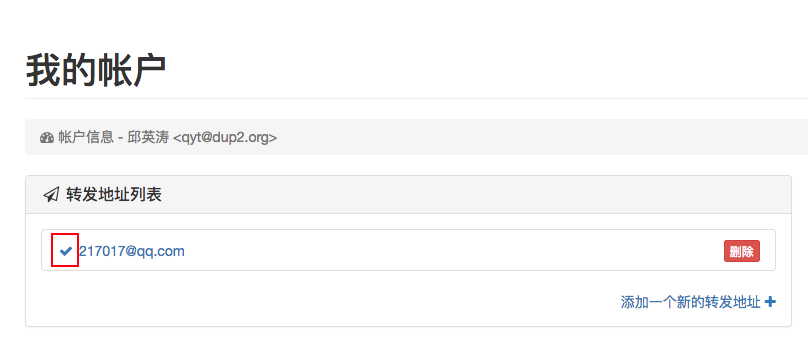 我的帐户
帐户信息 - 邱英涛 <qyt@dup2.org>
转发地址列表
217017@qq.com 删除
添加一个新的转发地址